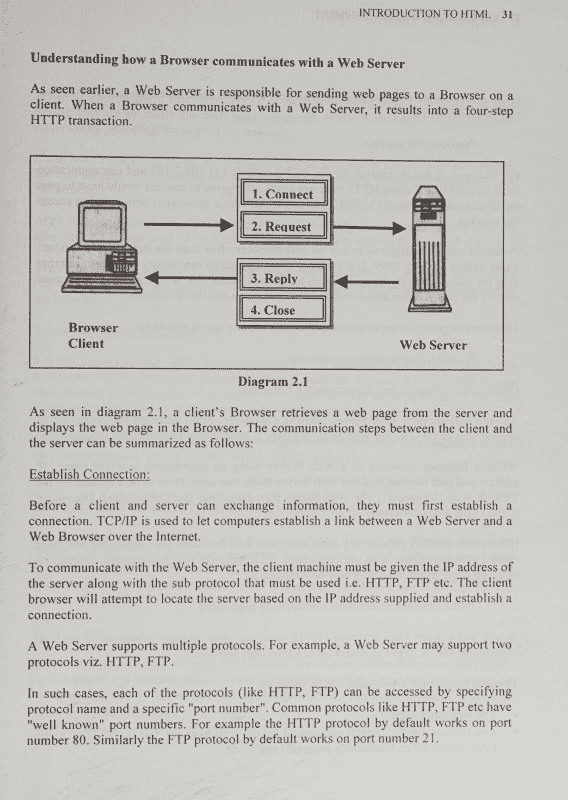 INTRODUCTION TO HTML 31
Understanding how a Browser communicates with a Web Server
As seen earlier, a Web Server is responsible for sending web pages to a Browser on a
client. When a Browser communicates with a Web Server, it results into a four-step
HTTP transaction.
1. Connect
2. Request
3. Reply
4. Close
Browser
Client
Web Server
Diagram 2.1
As seen in diagram 2.1, a client's Browser retrieves a web page from the server and
displays the web page in the Browser. The communication steps between the client and
the server can be summarized as follows:
Establish Connection:
Before a client and server can exchange information, they must first establish a
connection. TCP/IP is used to let computers establish a link between a Web Server and a
Web Browser over the Internet.
To communicate with the Web Server, the client machine must be given the IP address of
the server along with the sub protocol that must be used i.e. HTTP, FTP etc. The client
browser will attempt to locate the server based on the IP address supplied and establish a
connection.
A Web Server supports multiple protocols. For example, a Web Server may support two
protocols viz. HTTP, FTP.
In such cases, each of the protocols (like HTTP, FTP) can be accessed by specifying
protocol name and a specific "port number". Common protocols like HTTP, FTP etc have
"well known" port numbers. For example the HTTP protocol by default works on port
number 80. Similarly the FTP protocol by default works on port number 21.